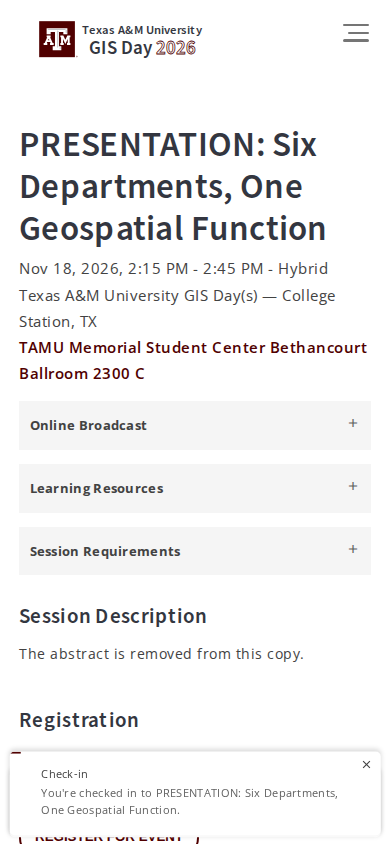 Texas A&M University
GIS Day 2026
PRESENTATION: Six
Departments, One
Geospatial Function
Nov 18, 2026, 2:15 PM - 2:45 PM - Hybrid
Texas A&M University GIS Day(s) — College
Station, TX
TAMU Memorial Student Center Bethancourt
Ballroom 2300 C
Online Broadcast
Learning Resources
Session Requirements
Session Description
The abstract is removed from this copy.
Registration
Check-in
You're checked in to PRESENTATION: Six Departments,
One Geospatial Function.
REGISTER FOR EVENT